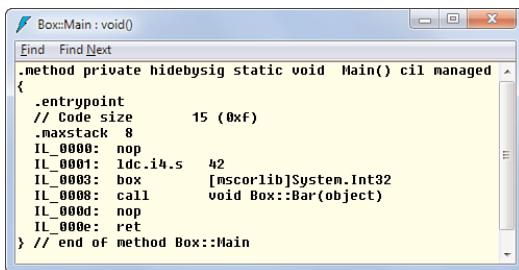 Box::Main : void()
Find Find Next
.method private hidebysig static void  Main() cil managed
{
  .entrypoint
  // Code size       15 (0xf)
  .maxstack  8
  IL_0000:  nop
  IL_0001:  ldc.i4.s   42
  IL_0003:  box        [mscorlib]System.Int32
  IL_0008:  call       void Box::Bar(object)
  IL_000d:  nop
  IL_000e:  ret
} // end of method Box::Main